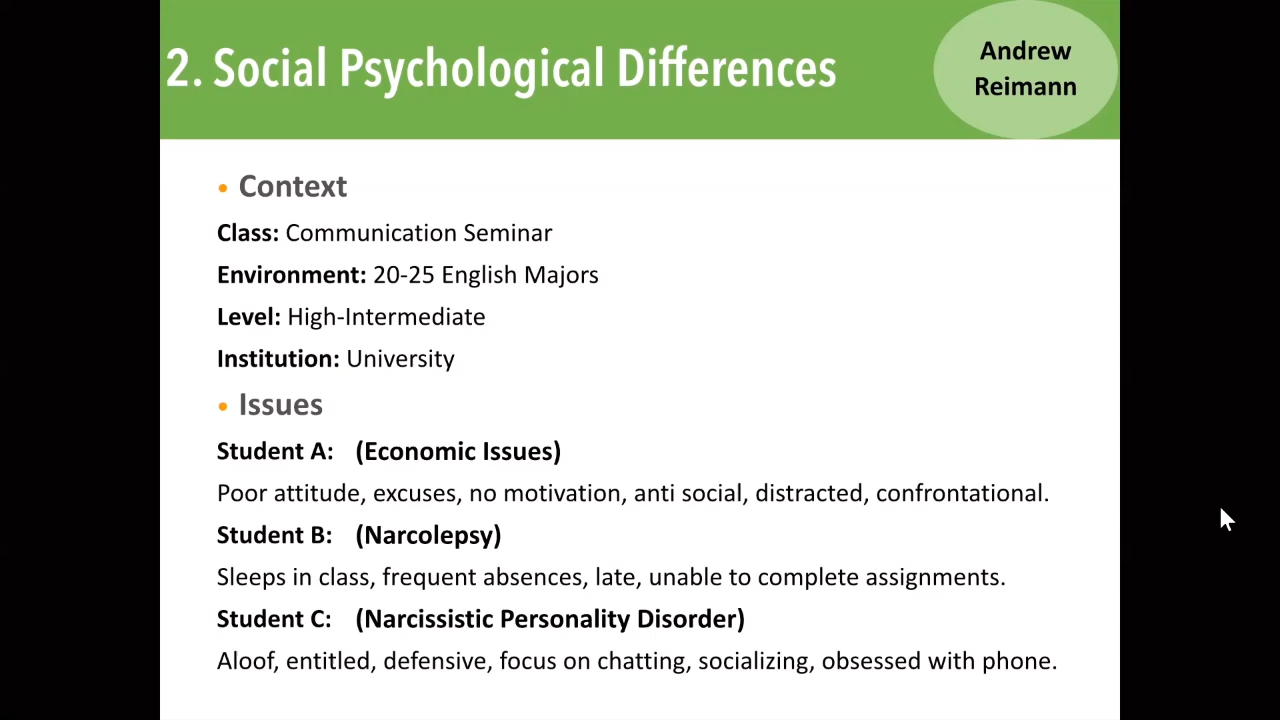 2. Social Psychological Differences
Andrew
Reimann
• Context
Class: Communication Seminar
Environment: 20-25 English Majors
Level: High-Intermediate
Institution: University
• Issues
Student A: (Economic Issues)
Poor attitude, excuses, no motivation, anti social, distracted, confrontational.
Student B: (Narcolepsy)
Sleeps in class, frequent absences, late, unable to complete assignments.
Student C: (Narcissistic Personality Disorder)
Aloof, entitled, defensive, focus on chatting, socializing, obsessed with phone.